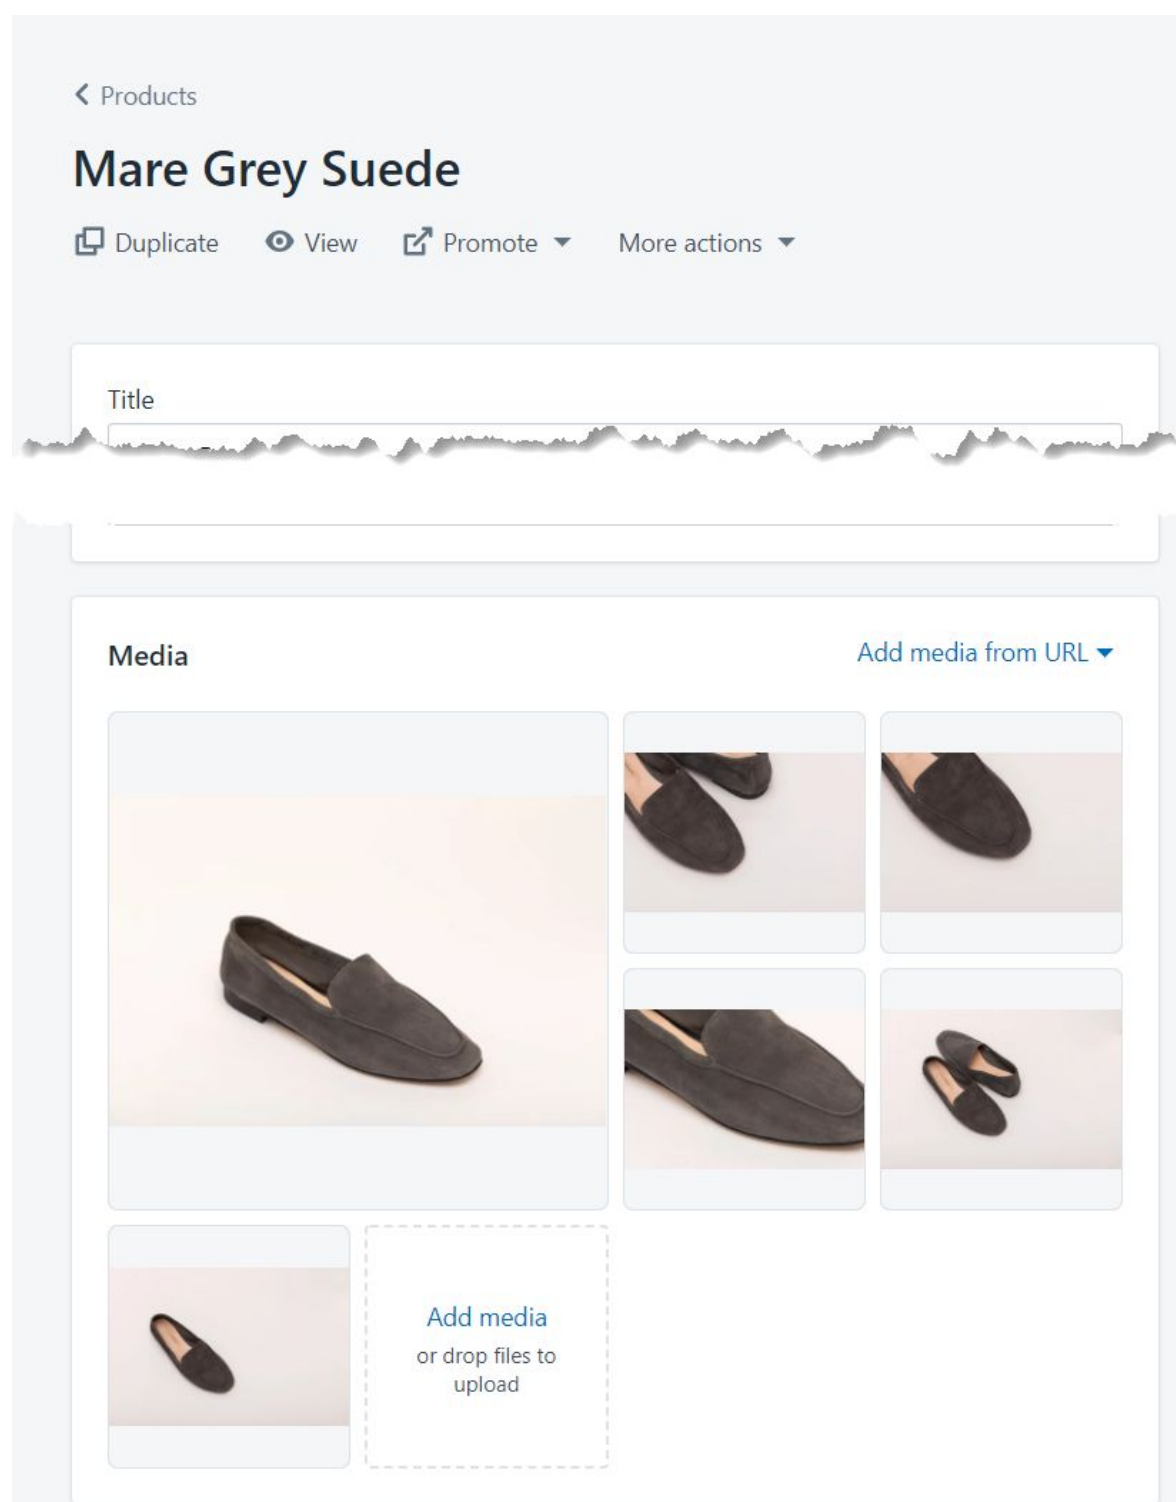 Products
Mare Grey Suede
Duplicate View Promote More actions
Title
Media
Add media from URL
Add media
or drop files to
upload